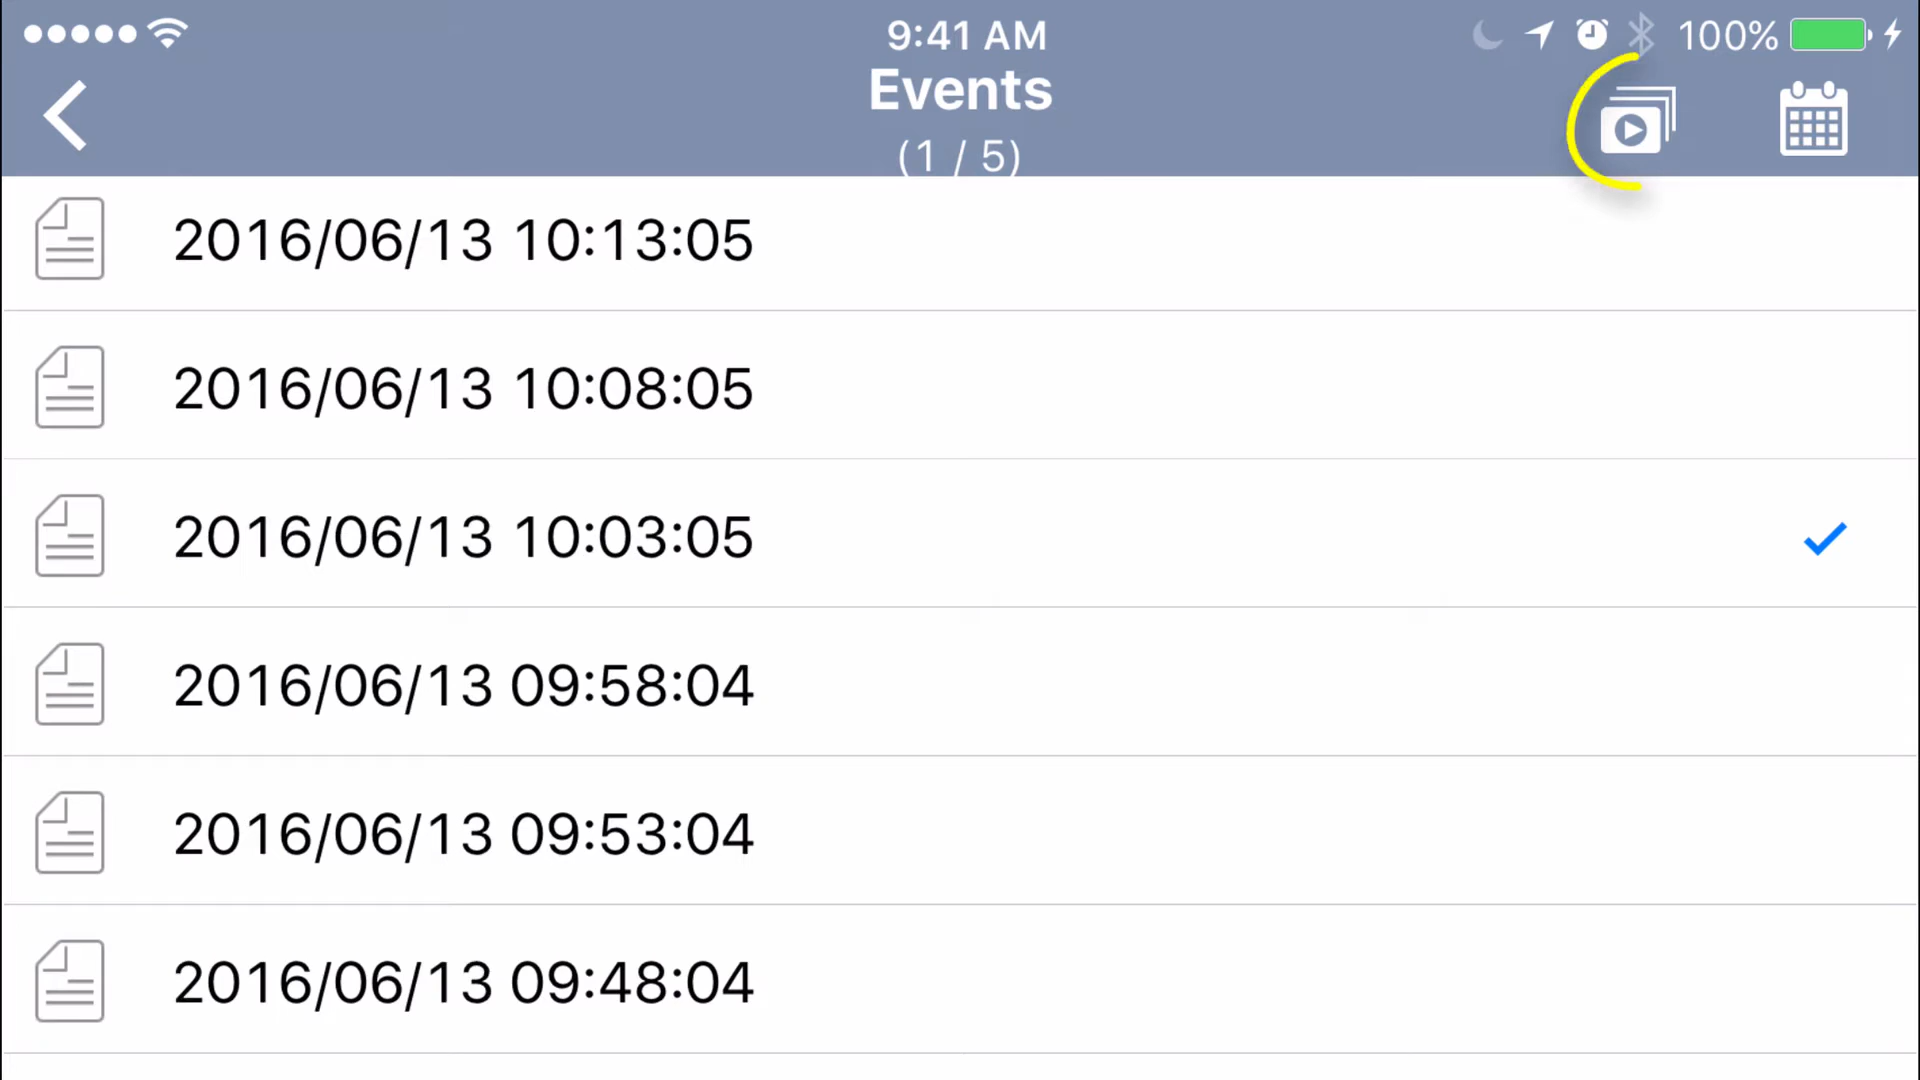 9:41 AM
100%
Events
(1 / 5)
2016/06/13 10:13:05
2016/06/13 10:08:05
2016/06/13 10:03:05
2016/06/13 09:58:04
2016/06/13 09:53:04
2016/06/13 09:48:04